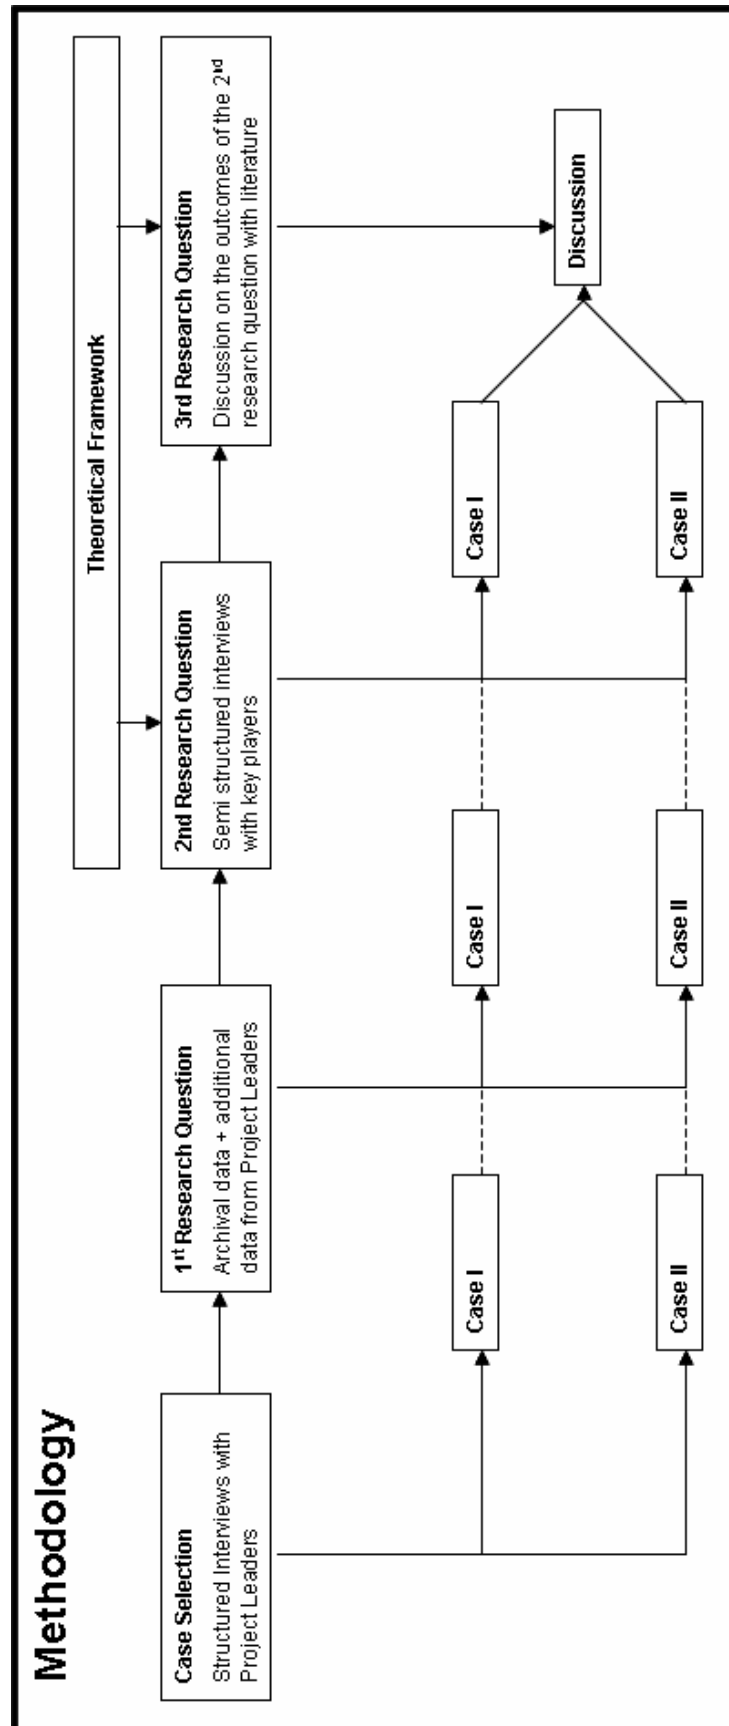 Methodology
Theoretical Framework
Case Selection
Structured Interviews with
Project Leaders
1st Research Question
Archival data + additional
data from Project Leaders
2nd Research Question
Semi structured interviews
with key players
3rd Research Question
Discussion on the outcomes of the 2nd
research question with literature
Case I
Case I
Case I
Discussion
Case II
Case II
Case II